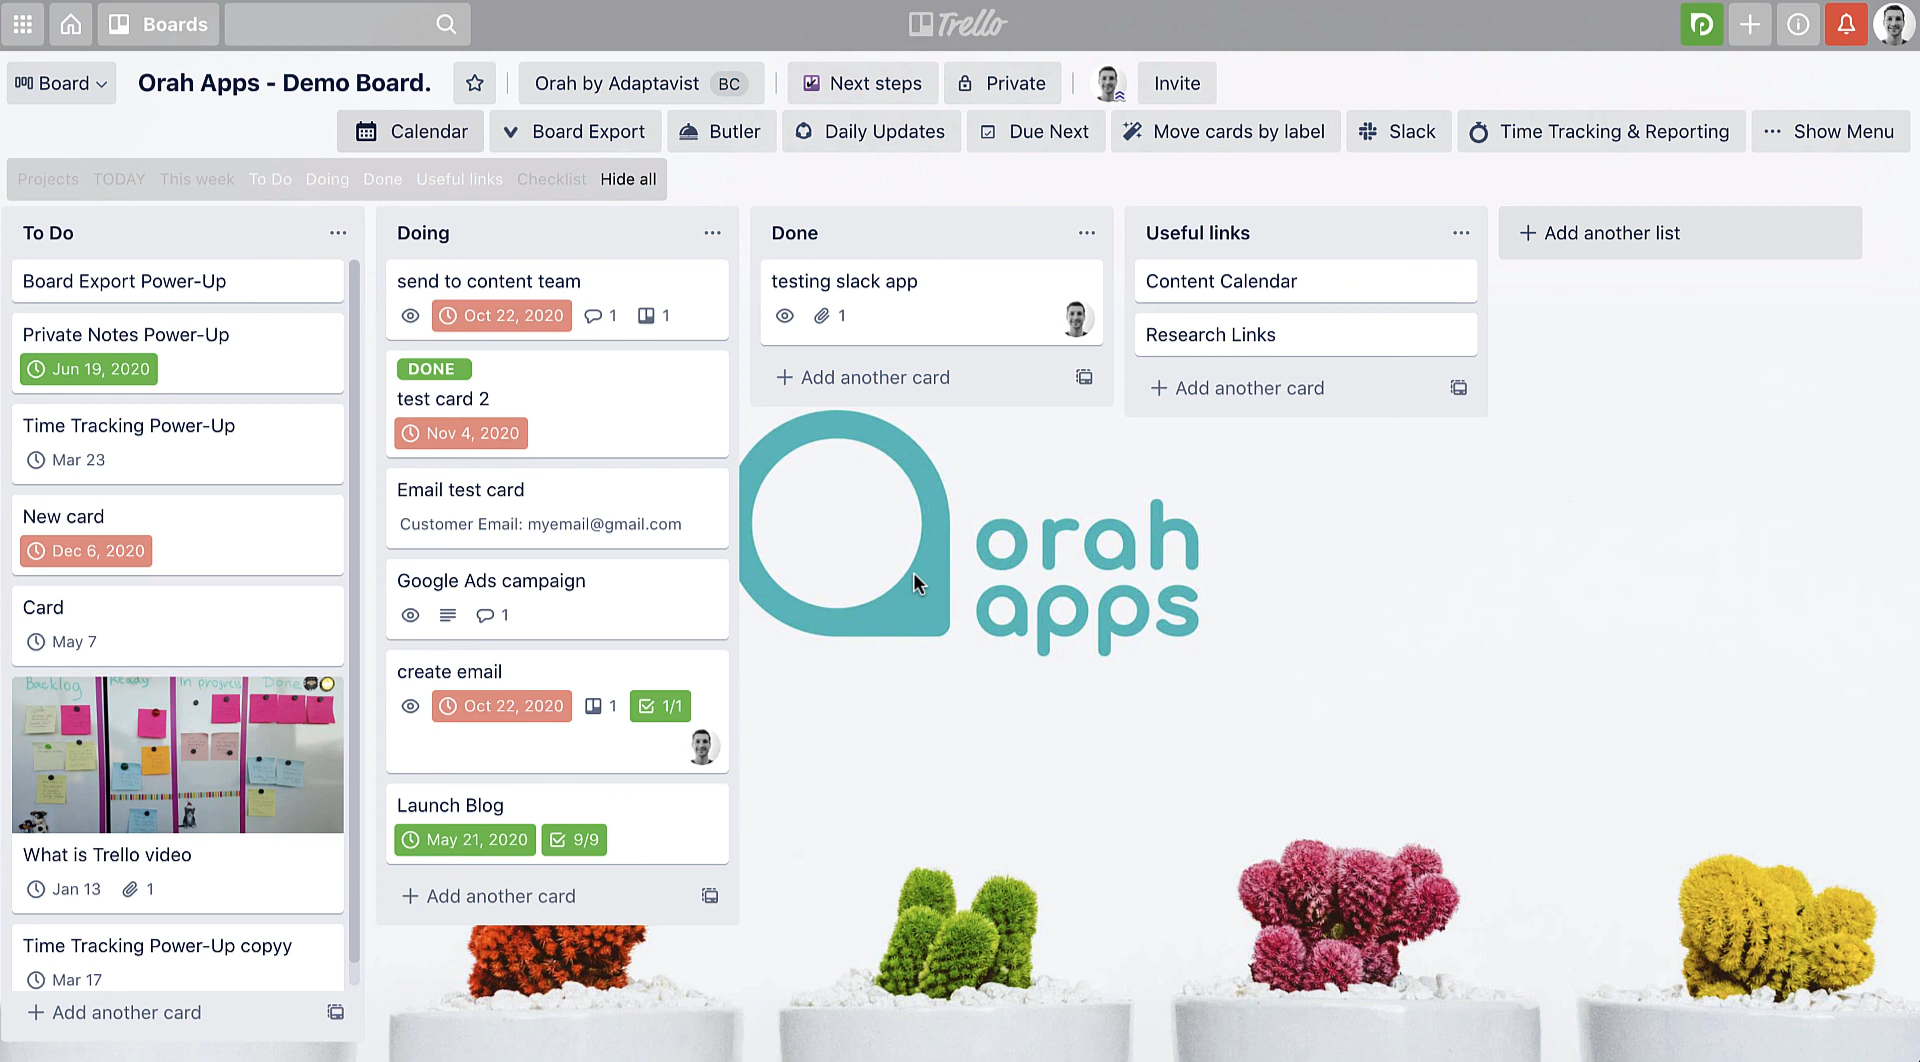 Boards
Trello
Board
Orah Apps - Demo Board.
Orah by Adaptavist BC
Next steps
Private
Invite
Calendar
Board Export
Butler
Daily Updates
Due Next
Move cards by label
Slack
Time Tracking & Reporting
Show Menu
Projects TODAY This week To Do Doing Done Useful links Checklist Hide all
To Do
Board Export Power-Up
Private Notes Power-Up
Jun 19, 2020
Time Tracking Power-Up
Mar 23
New card
Dec 6, 2020
Card
May 7
Backlog Ready In progress Done
What is Trello video
Jan 13 1
Time Tracking Power-Up copyy
Mar 17
+ Add another card
Doing
send to content team
Oct 22, 2020 1 1
DONE
test card 2
Nov 4, 2020
Email test card
Customer Email: myemail@gmail.com
Google Ads campaign
1
create email
Oct 22, 2020 1 1/1
Launch Blog
May 21, 2020 9/9
+ Add another card
Done
testing slack app
1
+ Add another card
Useful links
Content Calendar
Research Links
+ Add another card
+ Add another list
orah
apps